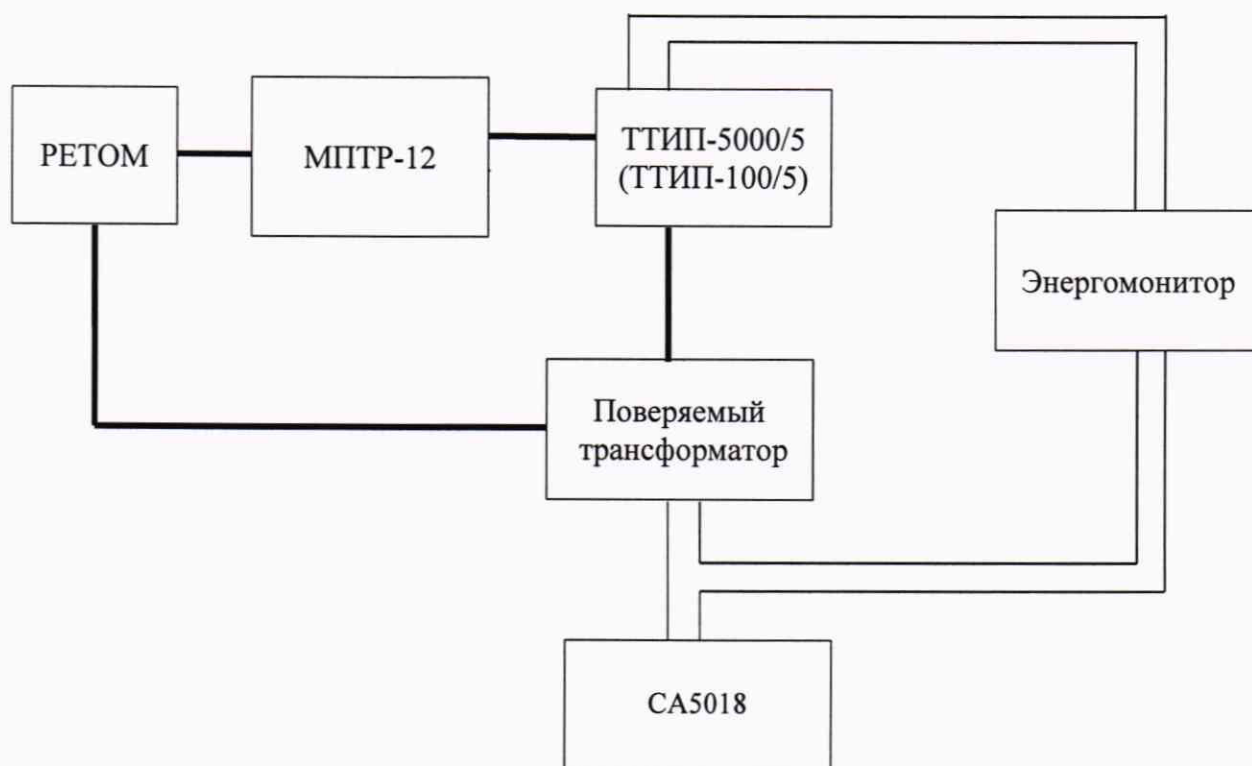 РЕТОМ
МПТР-12
ТТИП-5000/5
(ТТИП-100/5)
Энергомонитор
Поверяемый
трансформатор
СА5018